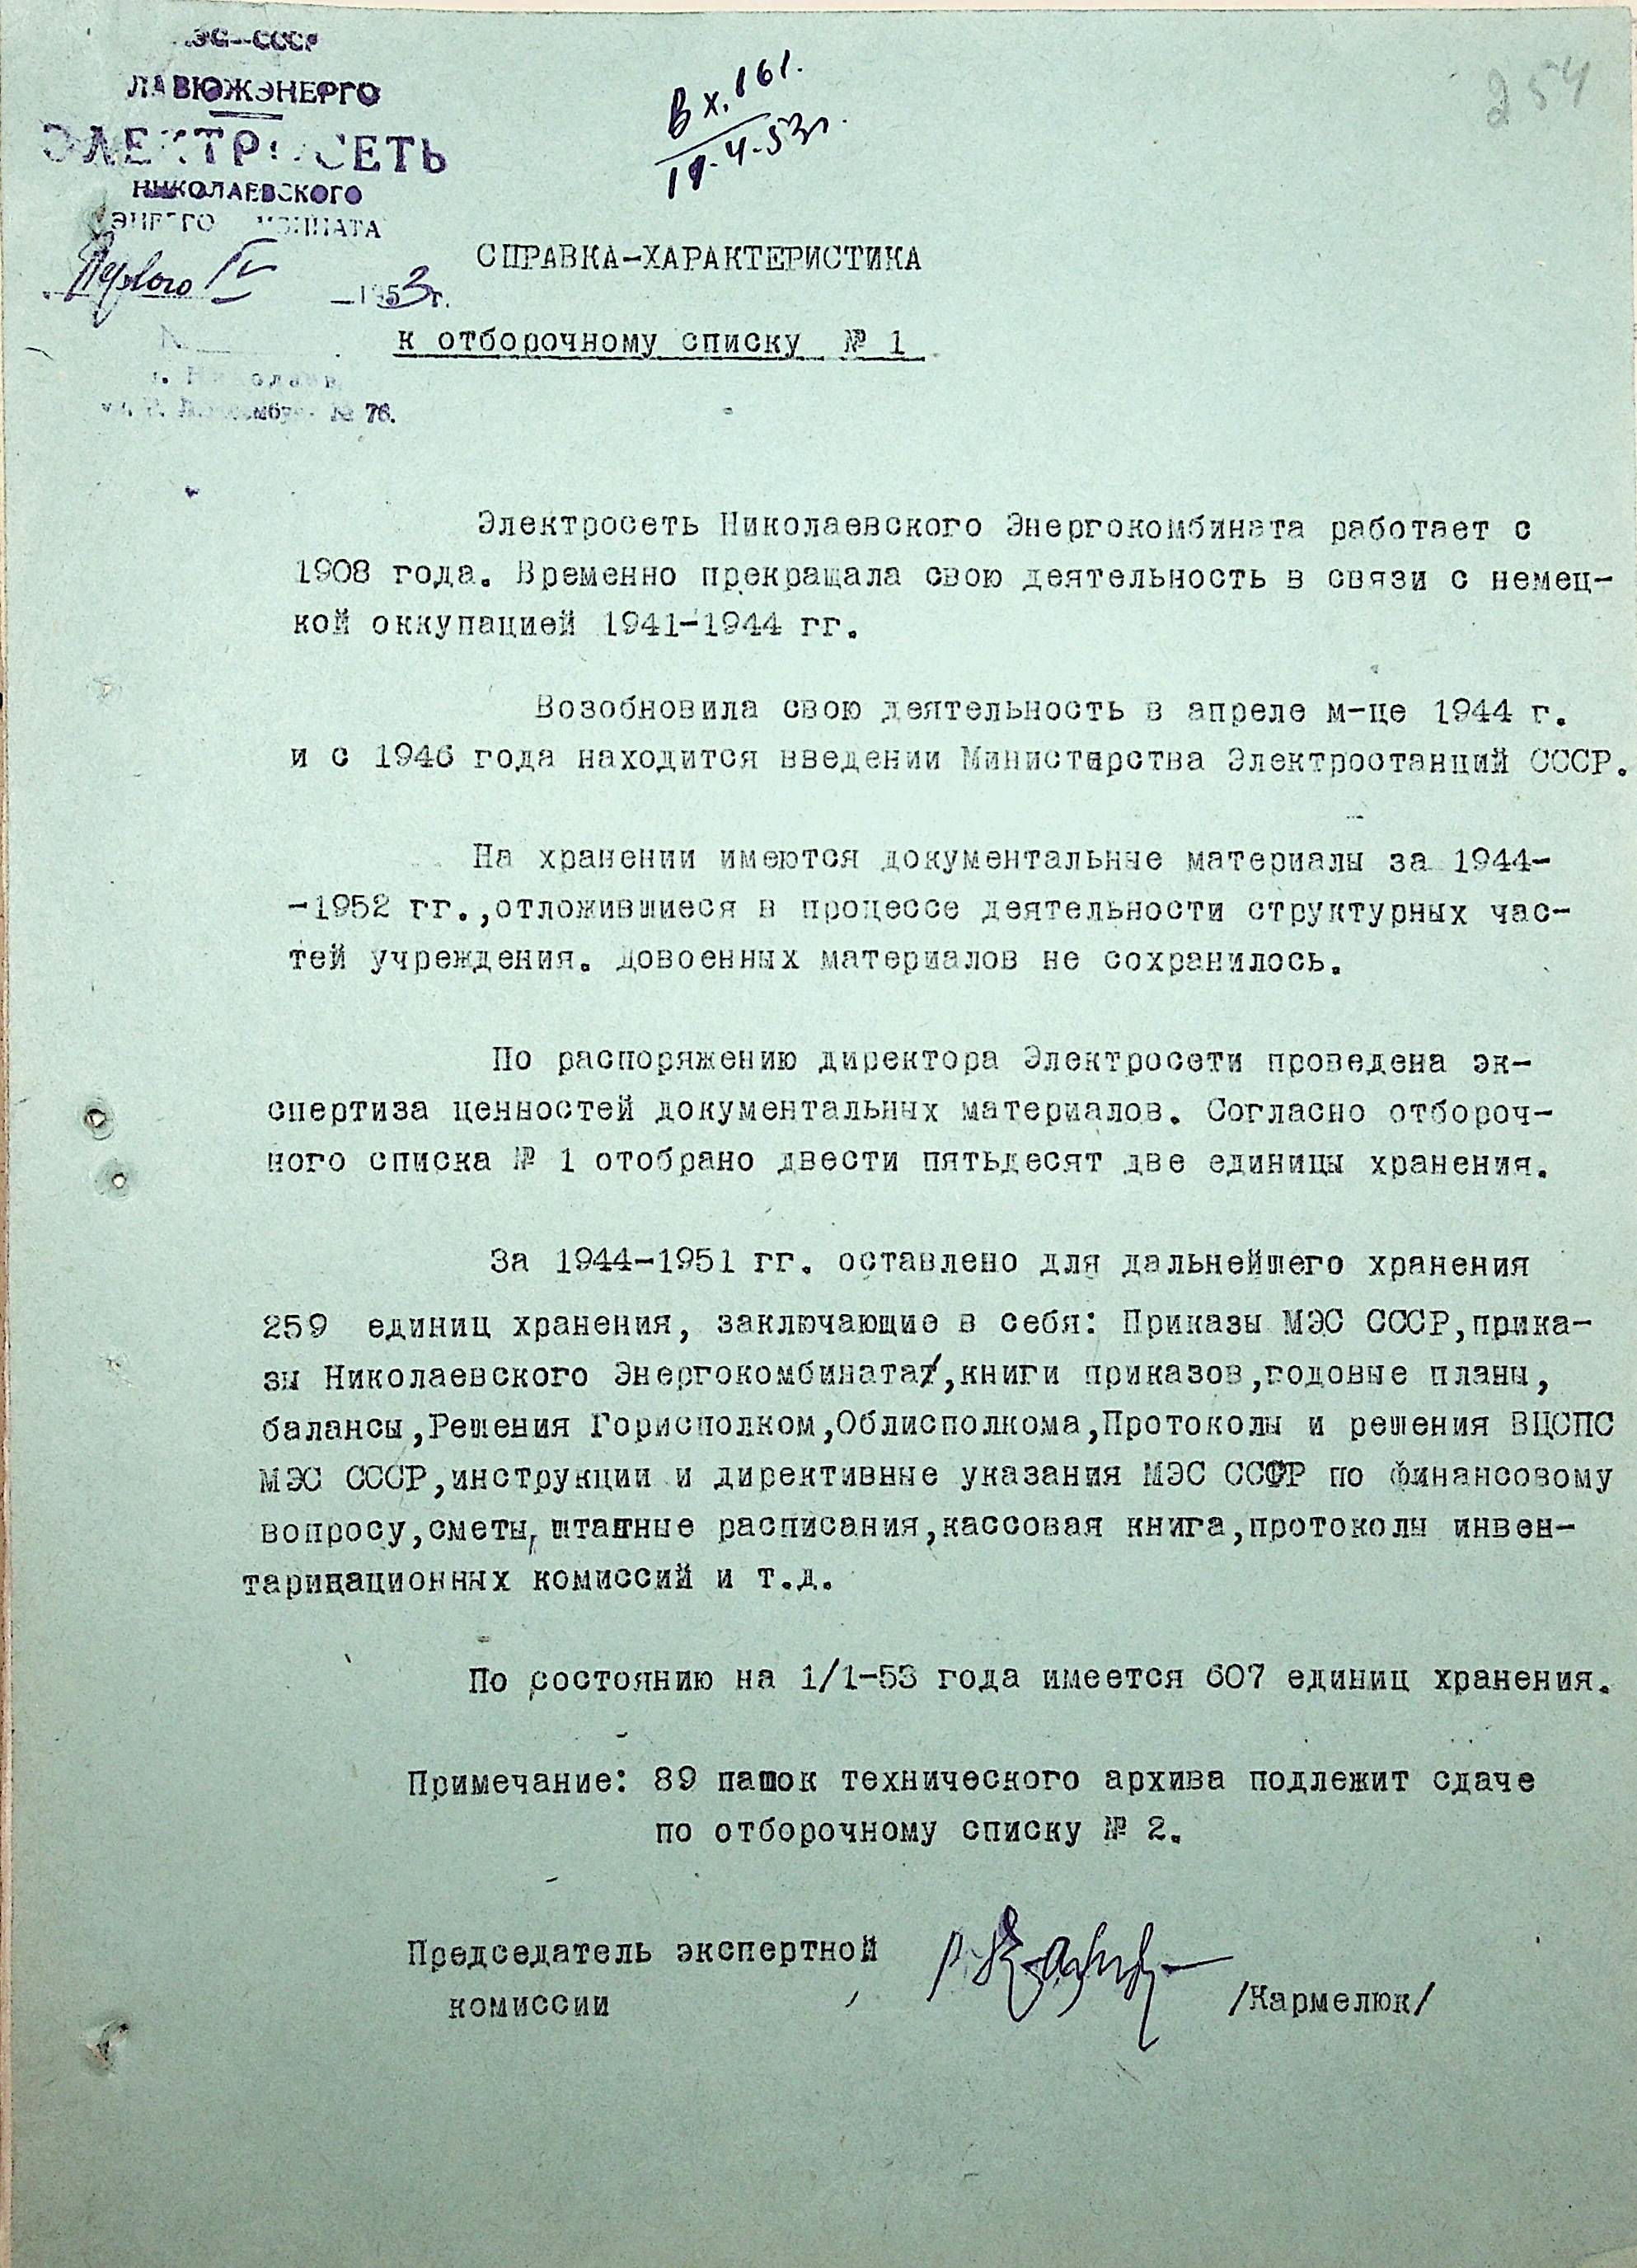 254
Вх. 161.
19-4-53г.
ЭС-СССР
ЛАВЮЖЭНЕРГО
ЭЛЕКТРОСЕТЬ
НИКОЛАЕВСКОГО
ЭНЕРГОКОМБИНАТА
Первого IV 1953г.
г. Николаев
№ 76.
СПРАВКА-ХАРАКТЕРИСТИКА
к отборочному списку № 1
Электросеть Николаевского Энергокомбината работает с
1908 года. Временно прекращала свою деятельность в связи с немец-
кой оккупацией 1941-1944 гг.
Возобновила свою деятельность в апреле м-це 1944 г.
и с 1946 года находится введении Министерства Электростанций СССР.
На хранении имеются документальные материалы за 1944-
-1952 гг.,отложившиеся в процессе деятельности структурных час-
тей учреждения. Довоенных материалов не сохранилось.
По распоряжению директора Электросети проведена эк-
спертиза ценностей документальных материалов. Согласно отбороч-
ного списка № 1 отобрано двести пятьдесят две единицы хранения.
За 1944-1951 гг. оставлено для дальнейшего хранения
259 единиц хранения, заключающие в себя: Приказы МЭС СССР,прика-
зы Николаевского Энергокомбината,книги приказов,годовые планы,
балансы,Решения Горисполком,Облисполкома,Протоколы и решения ВЦСПС
МЭС СССР,инструкции и директивные указания МЭС СССР по финансовому
вопросу,сметы, штатные расписания,кассовая книга,протоколы инвен-
таризационных комиссий и т.д.
По состоянию на 1/1-53 года имеется 607 единиц хранения.
Примечание: 89 папок технического архива подлежит сдаче
по отборочному списку № 2.
Председатель экспертной
комиссии /Кармелюк/